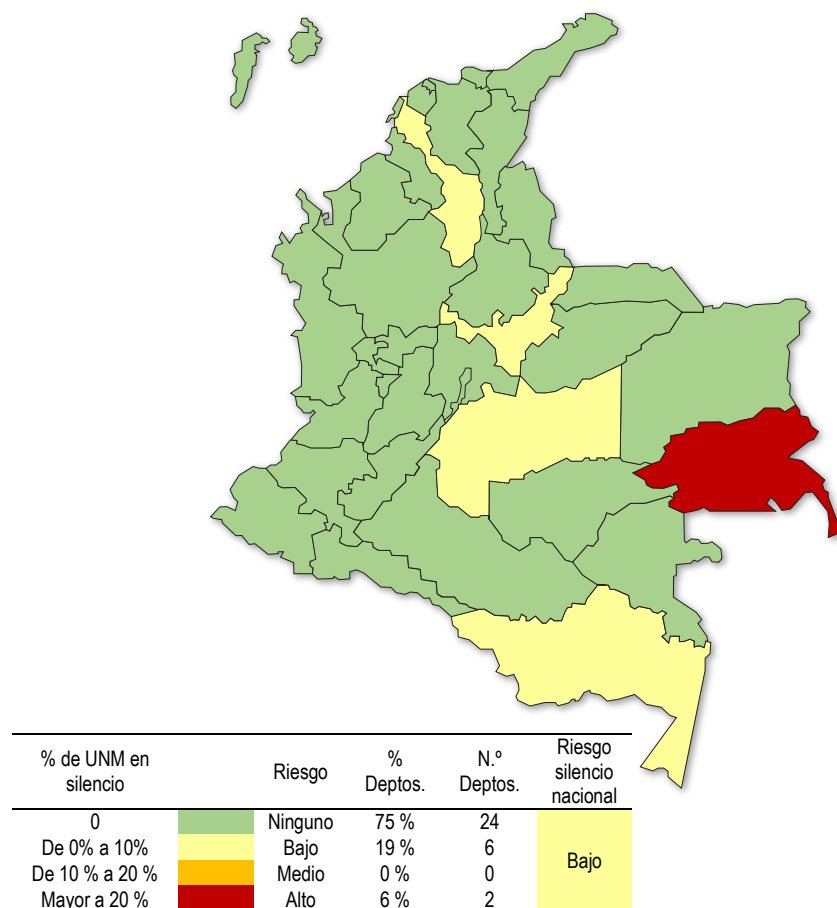 % de UNM en silencio Riesgo % Deptos. N.º Deptos. Riesgo silencio nacional
0 Ninguno 75 % 24
De 0% a 10% Bajo 19 % 6
De 10 % a 20 % Medio 0 % 0
Mayor a 20 % Alto 6 % 2
Bajo